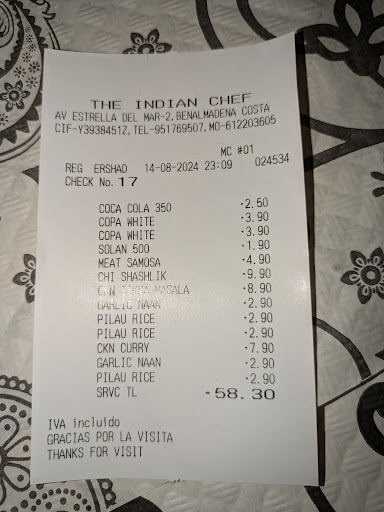 THE INDIAN CHEF
AV ESTRELLA DEL MAR-2,BENALMADENA COSTA
CIF-Y3938451Z,TEL-951769507,MO-612203605
MC #01
REG ERSHAD 14-08-2024 23:09 024534
CHECK No. 17
COCA COLA 350 ·2.50
COPA WHITE ·3.90
COPA WHITE ·3.90
SOLAN 500 ·1.90
MEAT SAMOSA ·4.90
CHI SHASHLIK ·9.90
CKN TIKKA MASALA ·8.90
GARLIC NAAN ·2.90
PILAU RICE ·2.90
PILAU RICE ·2.90
CKN CURRY ·7.90
GARLIC NAAN ·2.90
PILAU RICE ·2.90
SRVC TL ·58.30
IVA incluido
GRACIAS POR LA VISITA
THANKS FOR VISIT